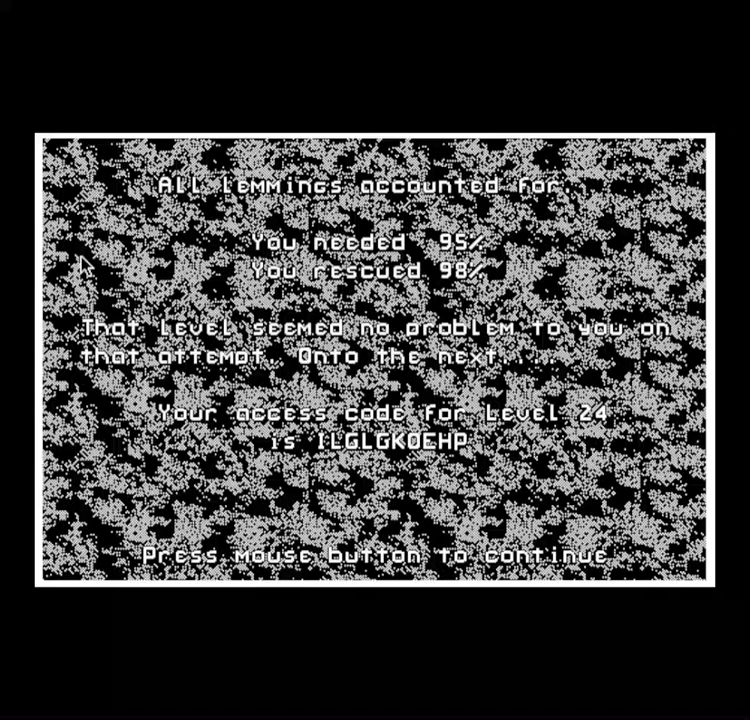 All lemmings accounted for.
You needed 95%
You rescued 98%
That level seemed no problem to you on
that attempt. Onto the next....
Your access code for Level 24
is ILGLGKOEHP
Press mouse button to continue